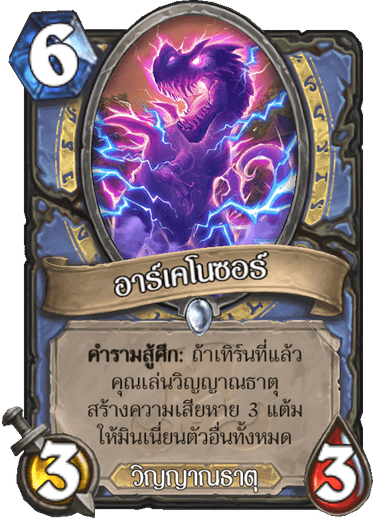 6
อาร์เคโนซอร์
คำรามสู้ศึก: ถ้าเทิร์นที่แล้ว
คุณเล่นวิญญาณธาตุ
สร้างความเสียหาย 3 แต้ม
ให้มินเนี่ยนตัวอื่นทั้งหมด
3
วิญญาณธาตุ
3